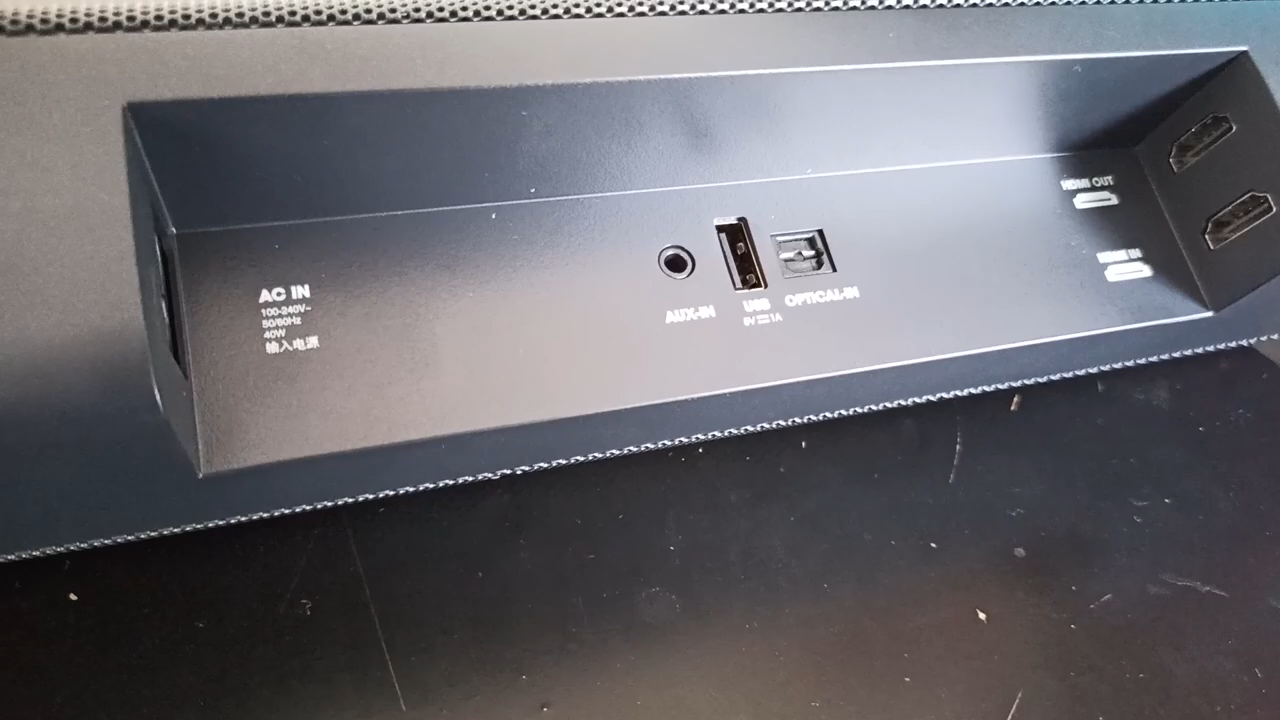 AC IN
100-240V~
50/60Hz
40W
输入电源
AUX-IN
USB
5V⎓1A
OPTICAL-IN
HDMI OUT
HDMI IN